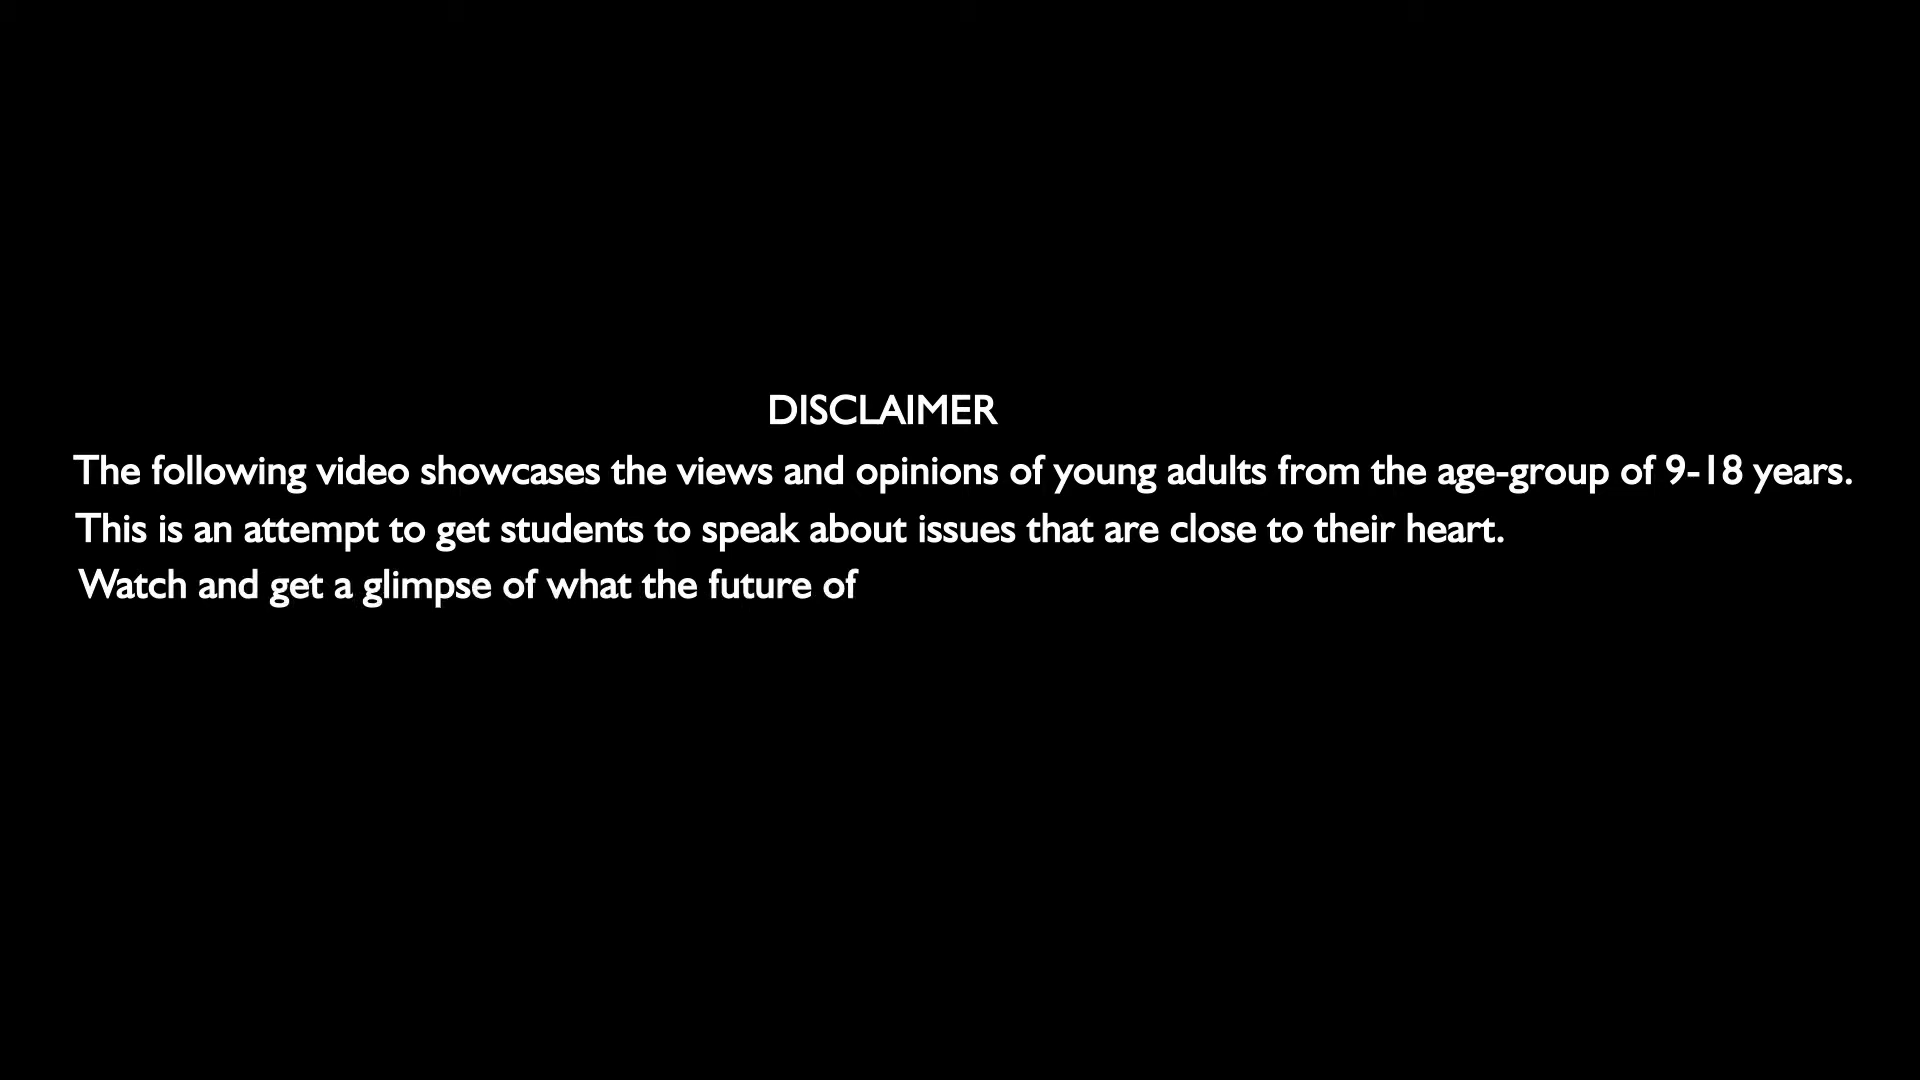 DISCLAIMER
The following video showcases the views and opinions of young adults from the age-group of 9-18 years.
This is an attempt to get students to speak about issues that are close to their heart.
Watch and get a glimpse of what the future of